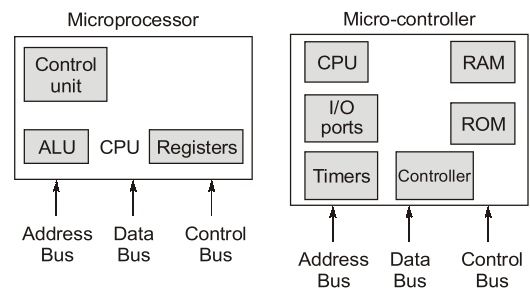 Microprocessor
Control
unit
ALU
CPU
Registers
Address
Bus
Data
Bus
Control
Bus
Micro-controller
CPU
RAM
I/O
ports
ROM
Timers
Controller
Address
Bus
Data
Bus
Control
Bus